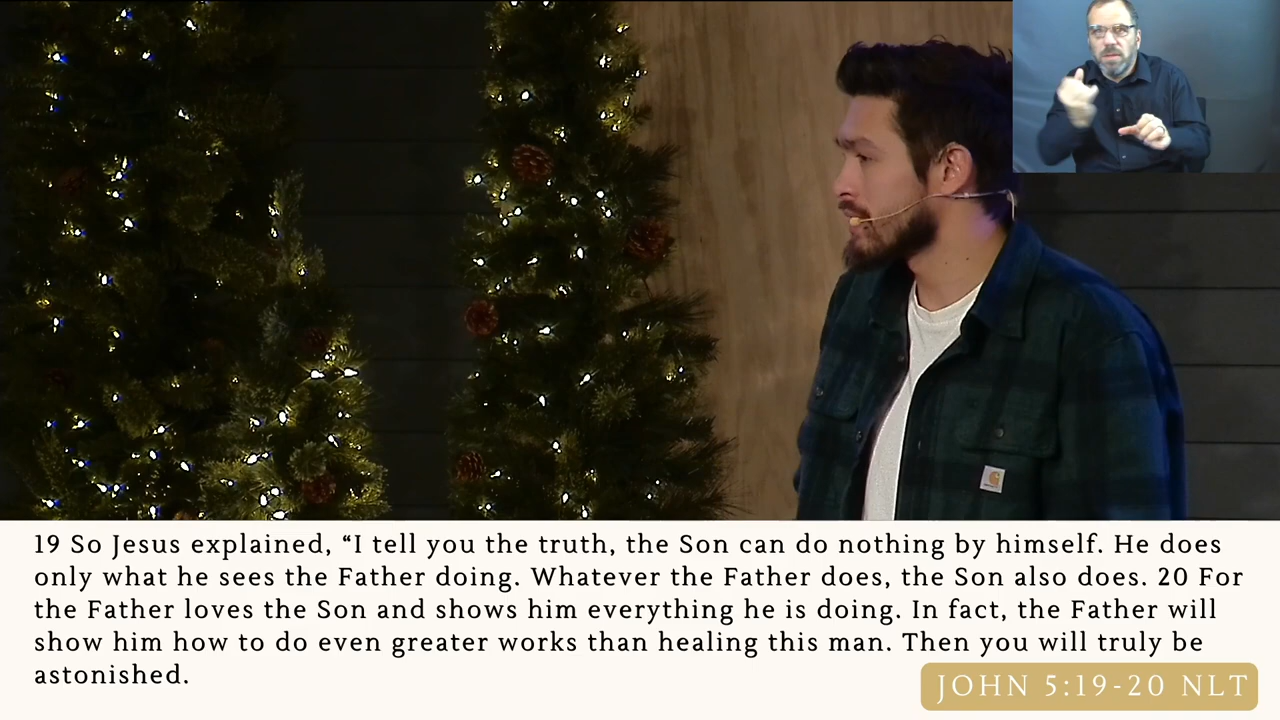 19 So Jesus explained, “I tell you the truth, the Son can do nothing by himself. He does
only what he sees the Father doing. Whatever the Father does, the Son also does. 20 For
the Father loves the Son and shows him everything he is doing. In fact, the Father will
show him how to do even greater works than healing this man. Then you will truly be
astonished.
JOHN 5:19-20 NLT